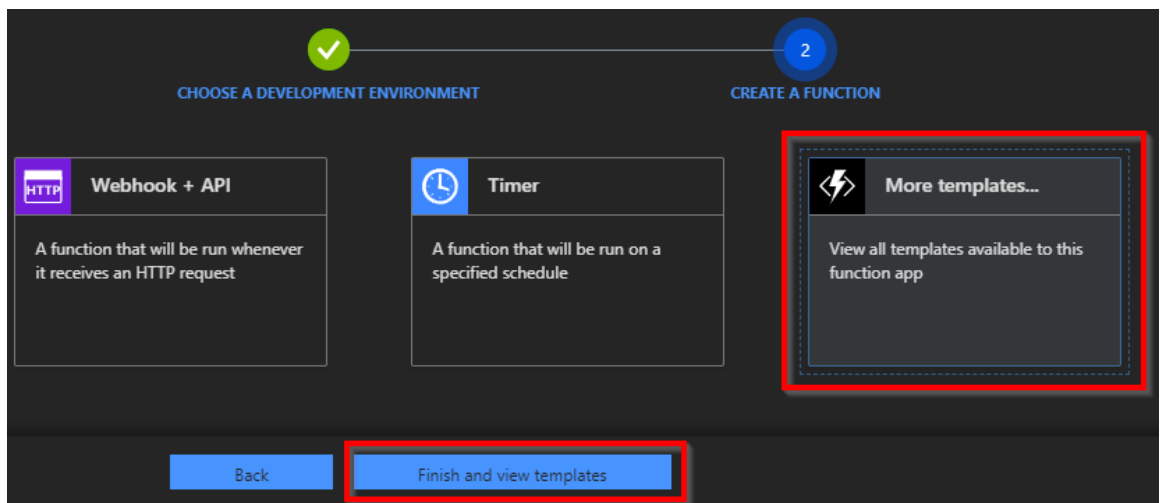 2
CHOOSE A DEVELOPMENT ENVIRONMENT
CREATE A FUNCTION
HTTP
Webhook + API
A function that will be run whenever
it receives an HTTP request
Timer
A function that will be run on a
specified schedule
More templates...
View all templates available to this
function app
Back
Finish and view templates